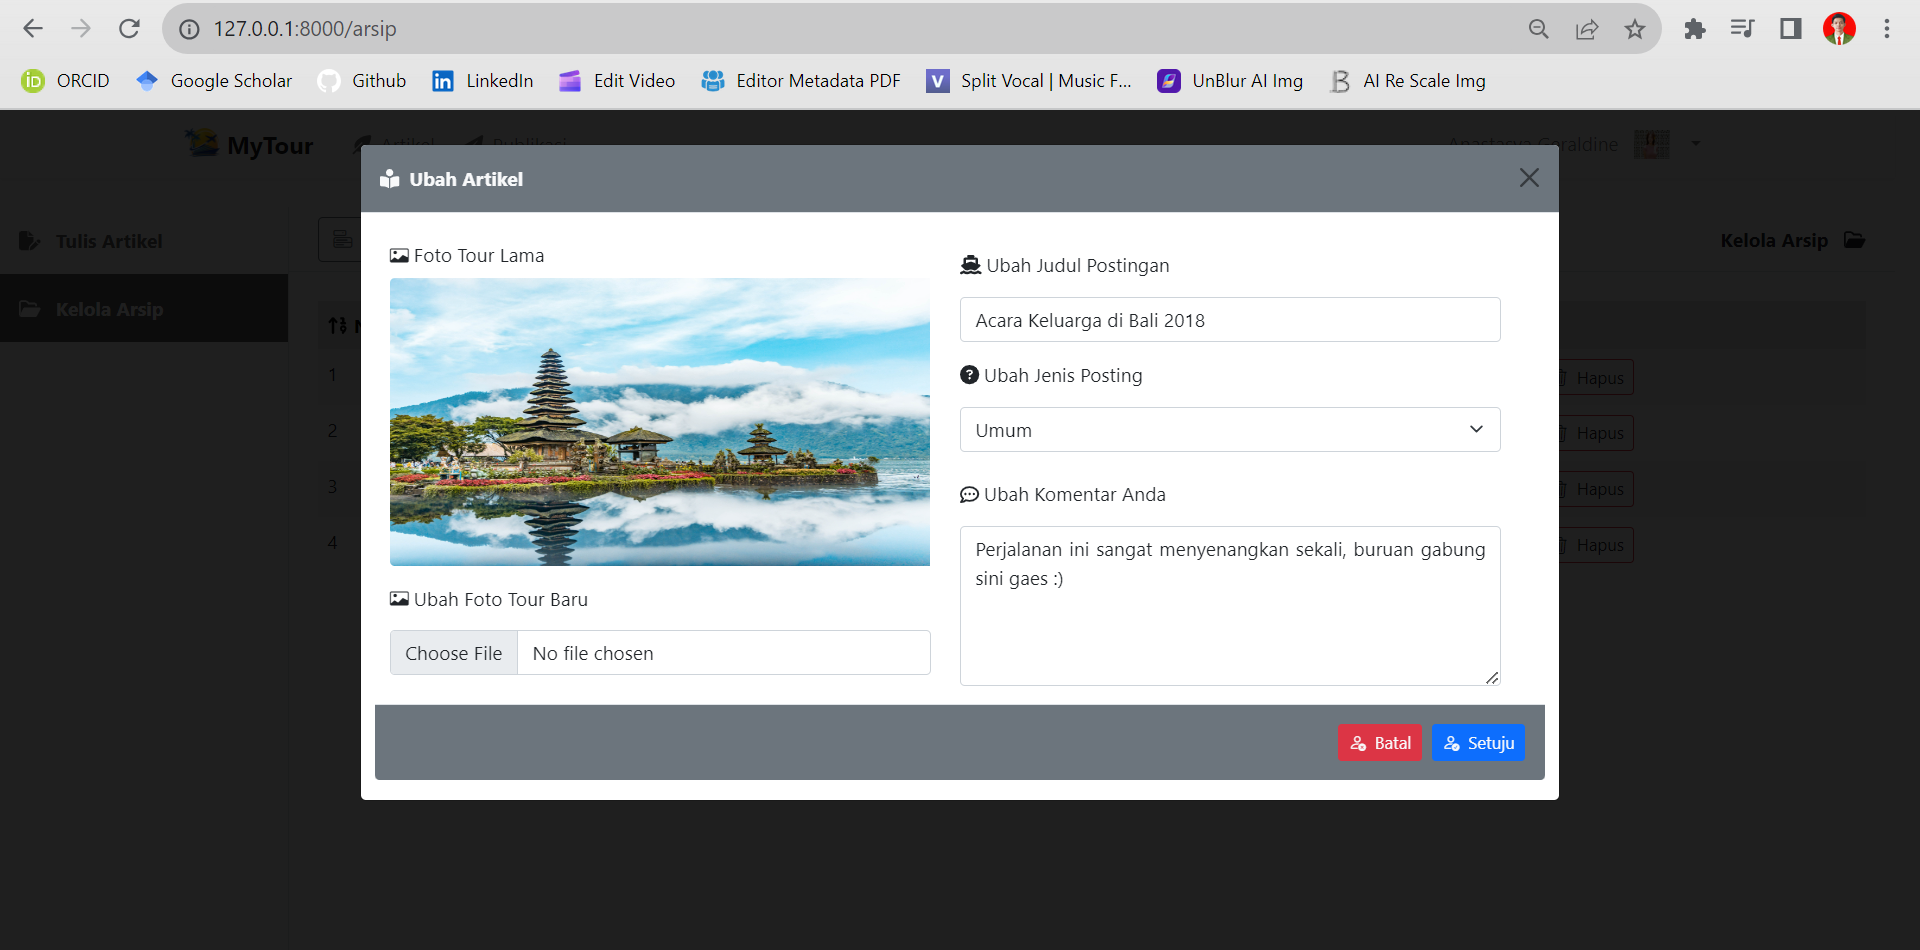 127.0.0.1:8000/arsip
ORCID
Google Scholar
Github
LinkedIn
Edit Video
Editor Metadata PDF
Split Vocal | Music F...
UnBlur AI Img
AI Re Scale Img
MyTour
Artikel
Publikasi
Anastasya Geraldine
Tulis Artikel
Kelola Arsip
Kelola Arsip
1
2
3
4
Hapus
Hapus
Hapus
Hapus
Ubah Artikel
Foto Tour Lama
Ubah Foto Tour Baru
Choose File No file chosen
Ubah Judul Postingan
Acara Keluarga di Bali 2018
Ubah Jenis Posting
Umum
Ubah Komentar Anda
Perjalanan ini sangat menyenangkan sekali, buruan gabung
sini gaes :)
Batal
Setuju